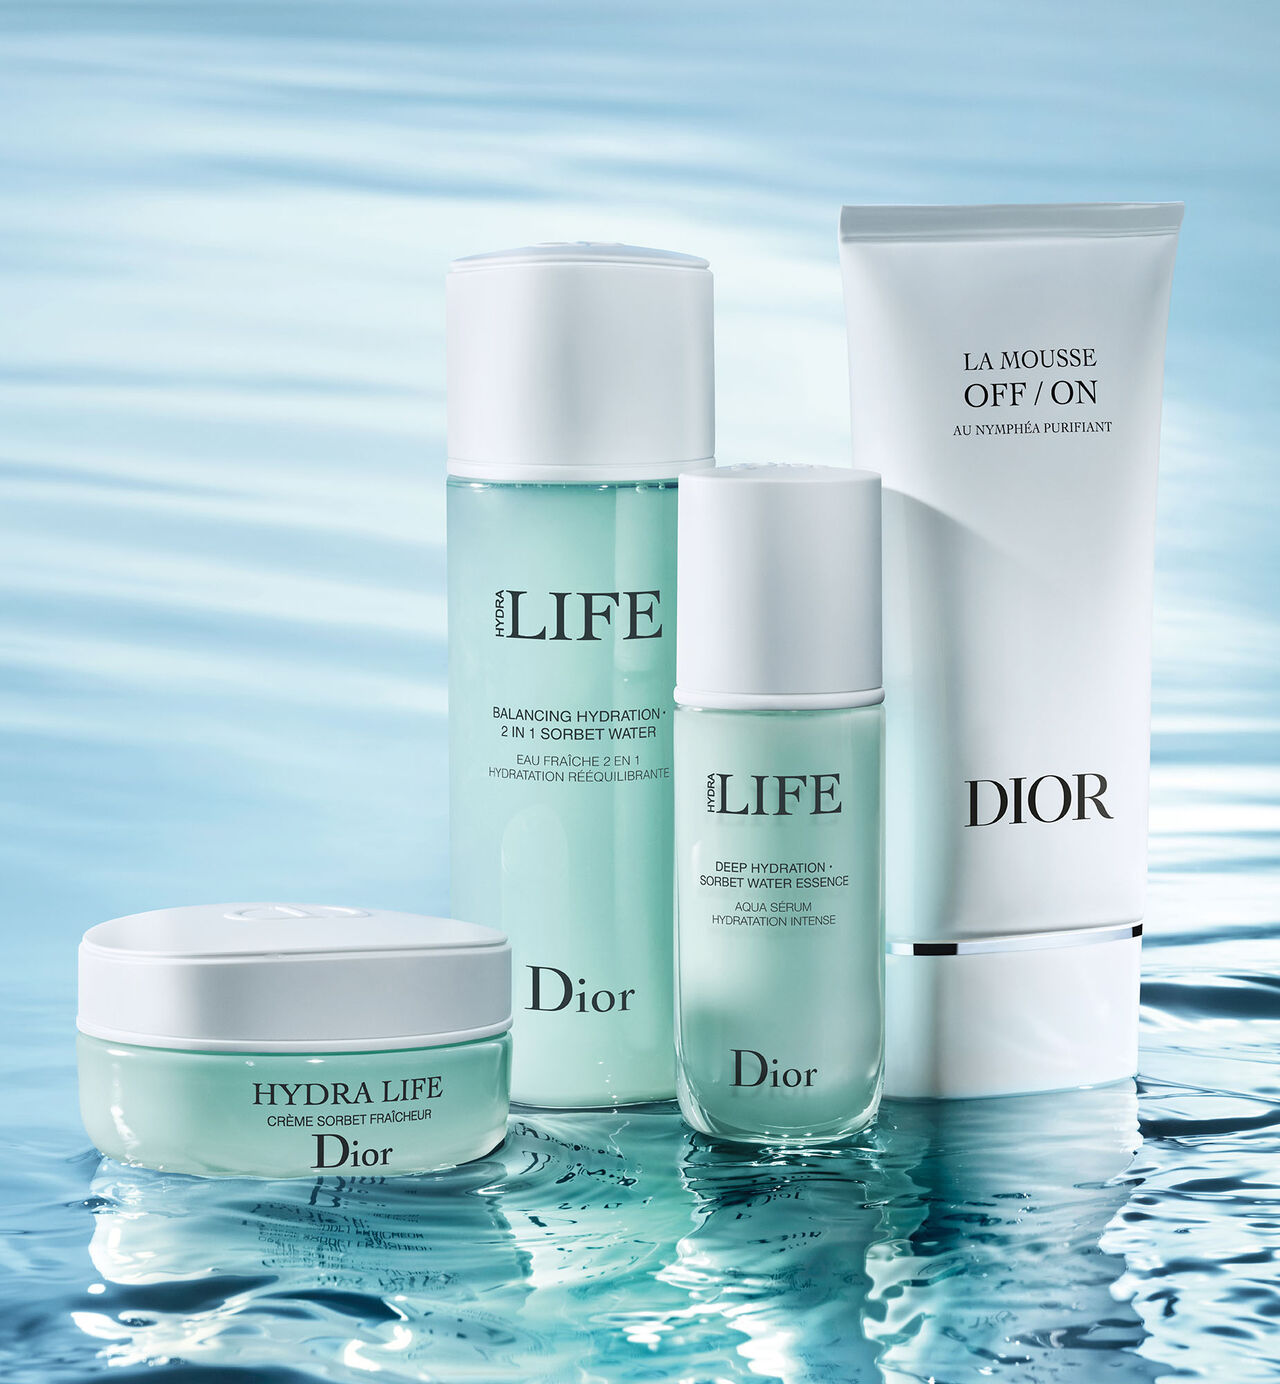 HYDRA LIFE
BALANCING HYDRATION •
2 IN 1 SORBET WATER
EAU FRAÎCHE 2 EN 1
HYDRATATION RÉÉQUILIBRANTE
Dior
HYDRA LIFE
DEEP HYDRATION •
SORBET WATER ESSENCE
AQUA SÉRUM
HYDRATATION INTENSE
Dior
LA MOUSSE
OFF / ON
AU NYMPHÉA PURIFIANT
DIOR
HYDRA LIFE
CRÈME SORBET FRAÎCHEUR
Dior